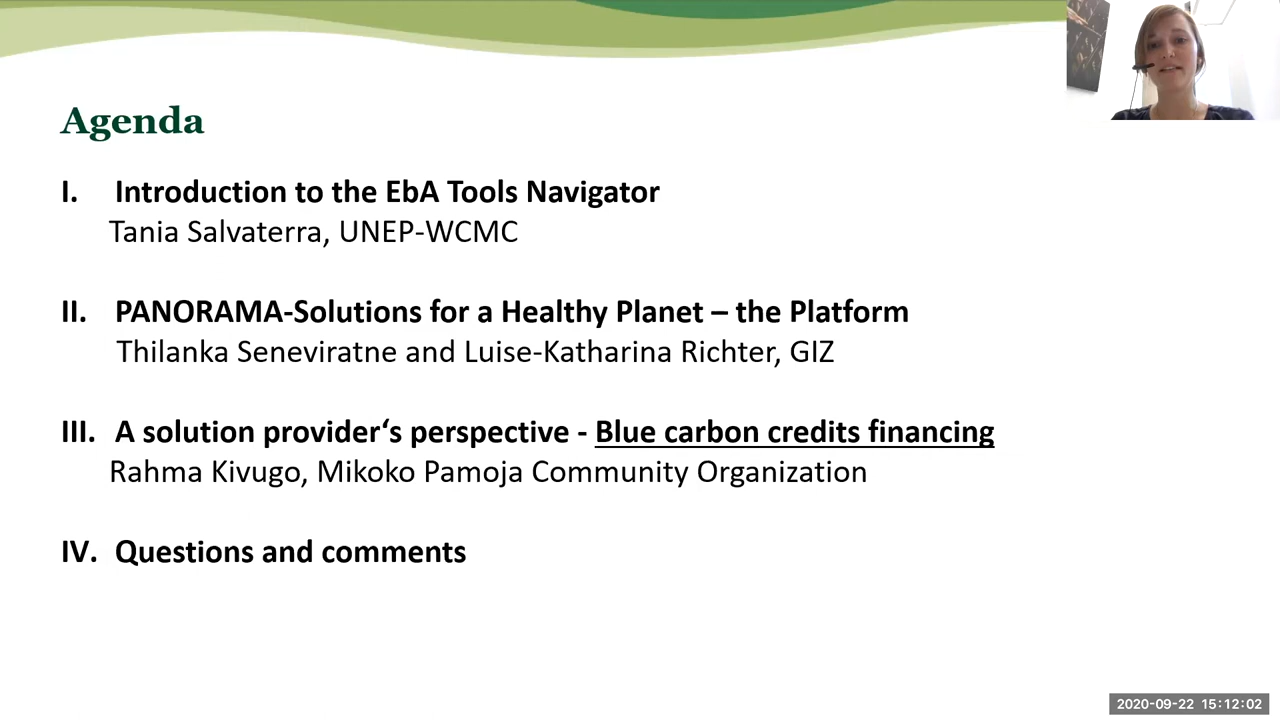 Agenda
I. Introduction to the EbA Tools Navigator
Tania Salvaterra, UNEP-WCMC
II. PANORAMA-Solutions for a Healthy Planet – the Platform
Thilanka Seneviratne and Luise-Katharina Richter, GIZ
III. A solution provider‘s perspective - Blue carbon credits financing
Rahma Kivugo, Mikoko Pamoja Community Organization
IV. Questions and comments
2020-09-22 15:12:02